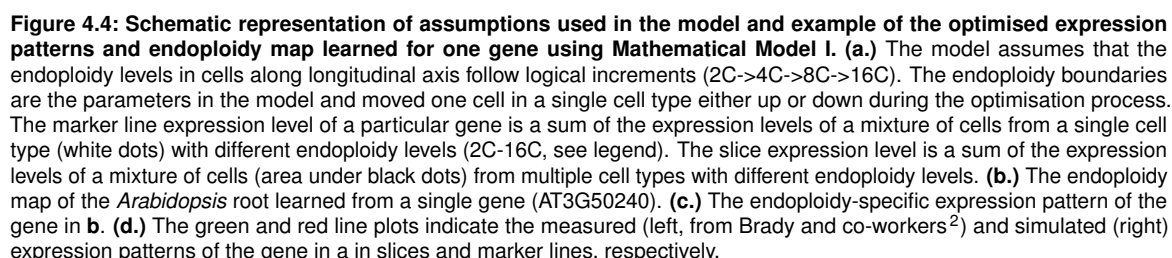 Figure 4.4: Schematic representation of assumptions used in the model and example of the optimised expression
patterns and endoploidy map learned for one gene using Mathematical Model I. (a.) The model assumes that the
endoploidy levels in cells along longitudinal axis follow logical increments (2C->4C->8C->16C). The endoploidy boundaries
are the parameters in the model and moved one cell in a single cell type either up or down during the optimisation process.
The marker line expression level of a particular gene is a sum of the expression levels of a mixture of cells from a single cell
type (white dots) with different endoploidy levels (2C-16C, see legend). The slice expression level is a sum of the expression
levels of a mixture of cells (area under black dots) from multiple cell types with different endoploidy levels. (b.) The endoploidy
map of the Arabidopsis root learned from a single gene (AT3G50240). (c.) The endoploidy-specific expression pattern of the
gene in b. (d.) The green and red line plots indicate the measured (left, from Brady and co-workers²) and simulated (right)
expression patterns of the gene in a in slices and marker lines, respectively.